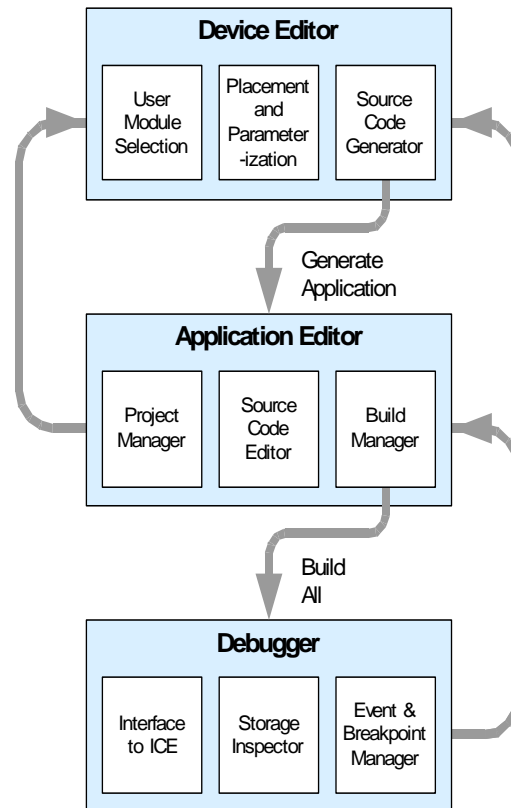 Device Editor
User
Module
Selection
Placement
and
Parameter
-ization
Source
Code
Generator
Generate
Application
Application Editor
Project
Manager
Source
Code
Editor
Build
Manager
Build
All
Debugger
Interface
to ICE
Storage
Inspector
Event &
Breakpoint
Manager